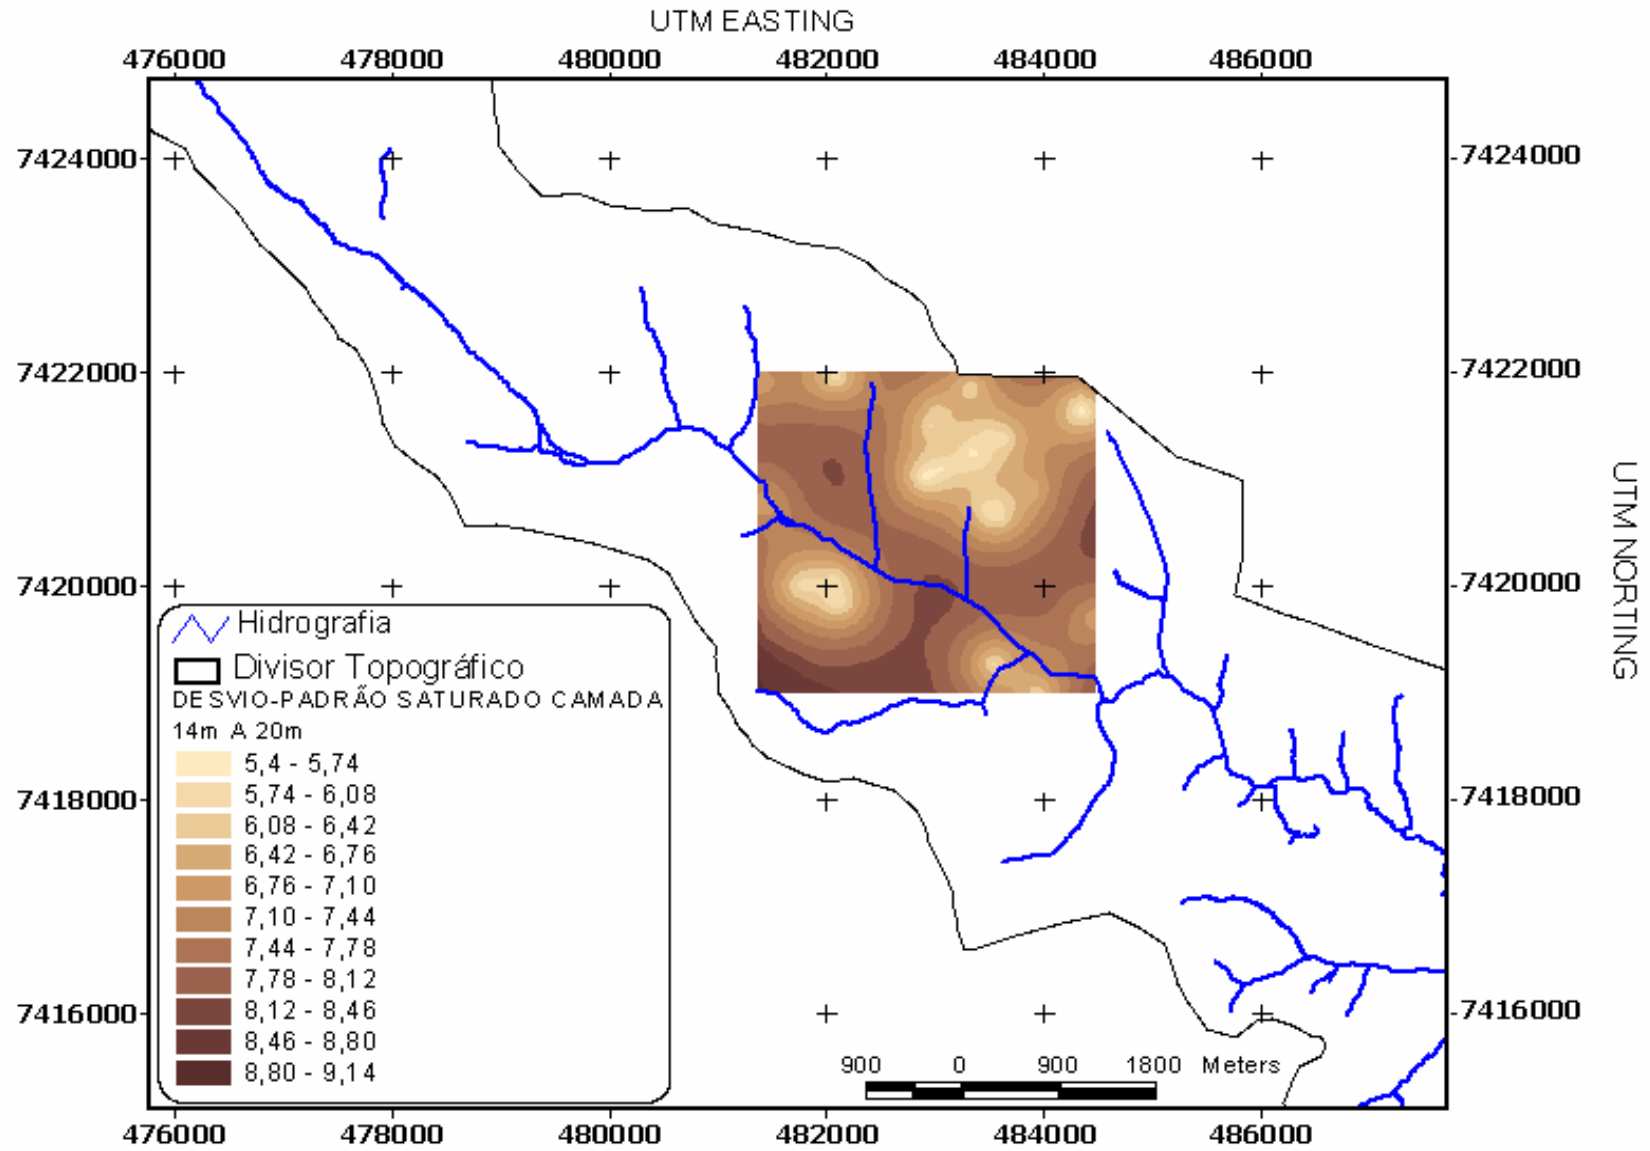 UTM EASTING
476000 478000 480000 482000 484000 486000
7424000 7424000
7422000 7422000
7420000 7420000
7418000 7418000
7416000 7416000
UTM NORTING
Hidrografia
Divisor Topográfico
DESVIO-PADRÃO SATURADO CAMADA
14m A 20m
5,4 - 5,74
5,74 - 6,08
6,08 - 6,42
6,42 - 6,76
6,76 - 7,10
7,10 - 7,44
7,44 - 7,78
7,78 - 8,12
8,12 - 8,46
8,46 - 8,80
8,80 - 9,14
900 0 900 1800 Meters
476000 478000 480000 482000 484000 486000